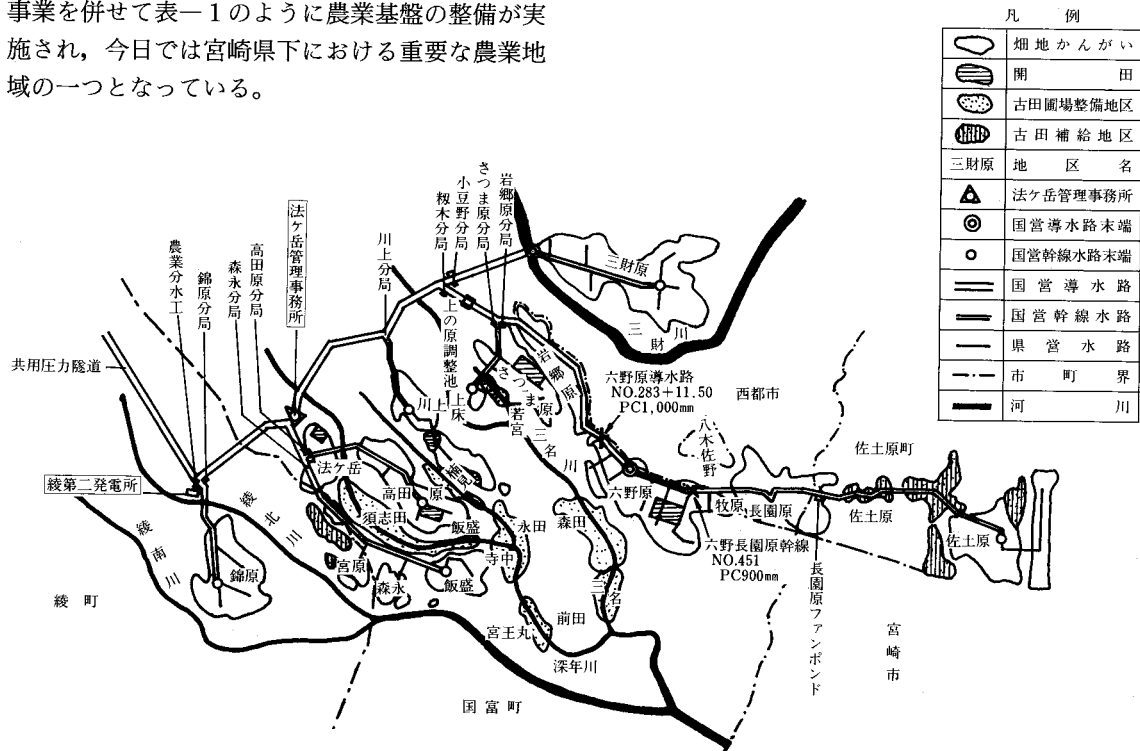 事業を併せて表－1のように農業基盤の整備が実
施され，今日では宮崎県下における重要な農業地
域の一つとなっている。
凡例
畑地かんがい
開田
古田圃場整備地区
古田補給地区
三財原 地区名
法ケ岳管理事務所
国営導水路末端
国営幹線水路末端
国営導水路
国営幹線水路
県営水路
市町界
河川
共用圧力隧道
農業分水工
錦原分局
森永分局
高田原分局
法ケ岳管理事務所
川上分局
籾木分局
小豆野分局
さつま原分局
岩郷原分局
上の原調整池
三財原
三財川
岩郷原
さつま原
上床
若宮
川上
三名川
六野原導水路
NO.283+11.50
PC1,000mm
西都市
八木佐野
佐土原町
綾第二発電所
綾北川
綾南川
錦原
綾町
法ケ岳
須志田
高田原
飯盛
宮原
森永
飯盛
寺中
永田
森田
三名
前田
宮王丸
深年川
国富町
六野原
牧原
長園原
佐土原
佐土原
六野長園原幹線
NO.451
PC900mm
長園原ファンポンド
宮崎市